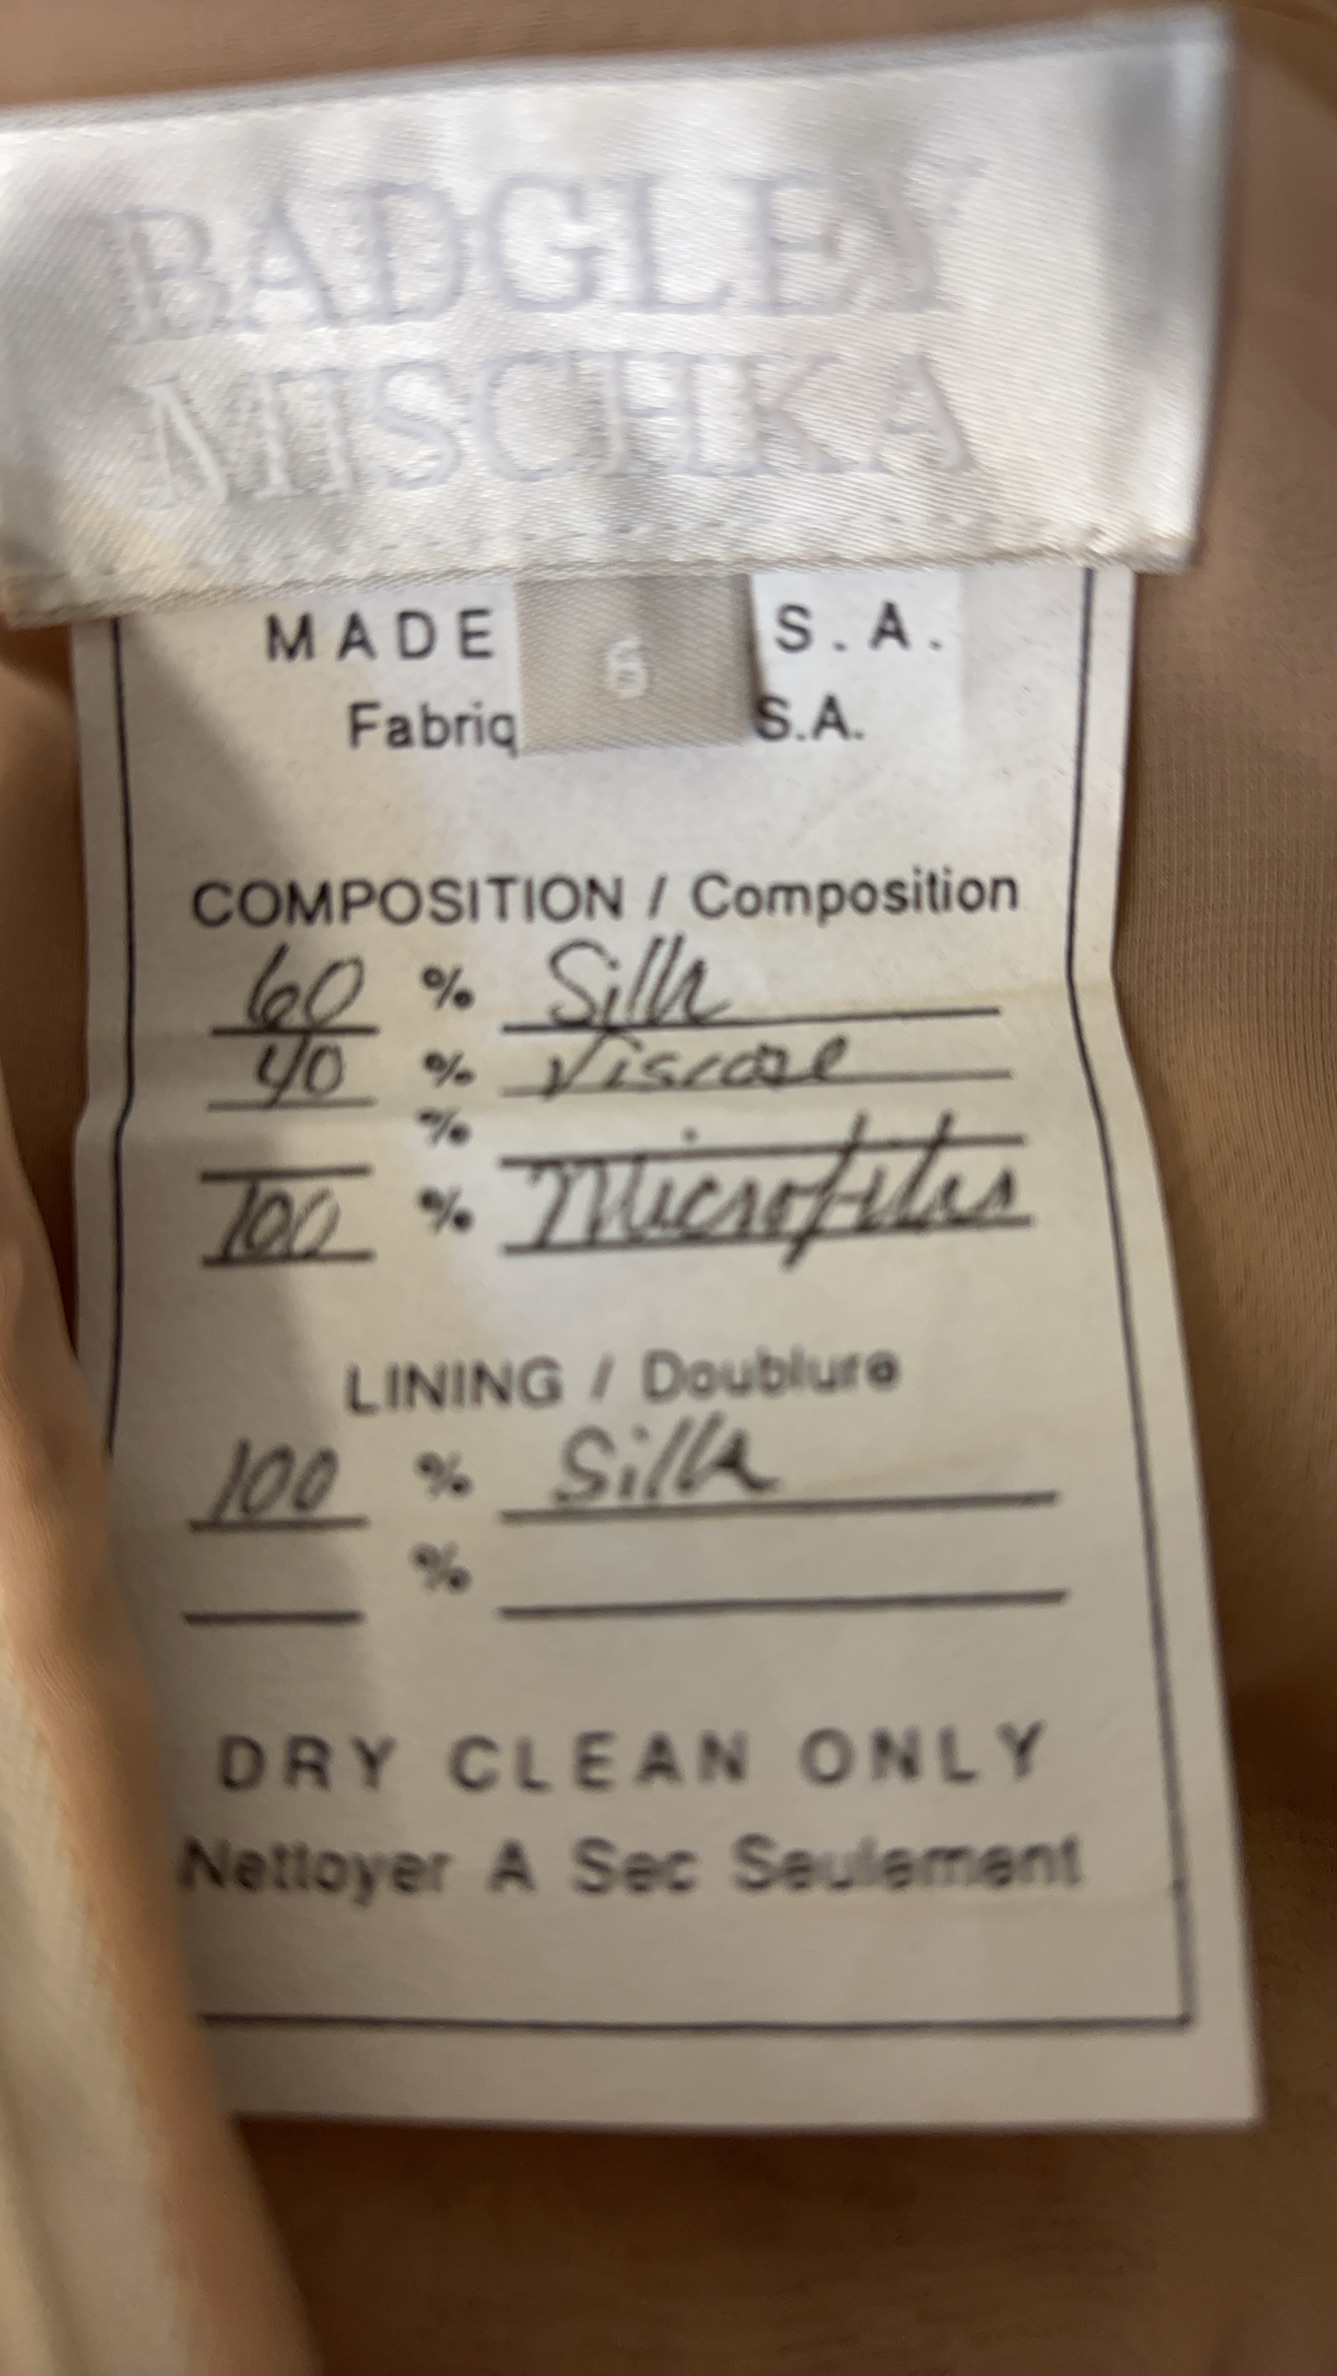 BADGLEY
MISCHKA
MADE S.A.
6
Fabriq S.A.
COMPOSITION / Composition
60 % Silk
40 % Viscose
%
100 % Microfiber
LINING / Doublure
100 % Silk
%
DRY CLEAN ONLY
Nettoyer A Sec Seulement